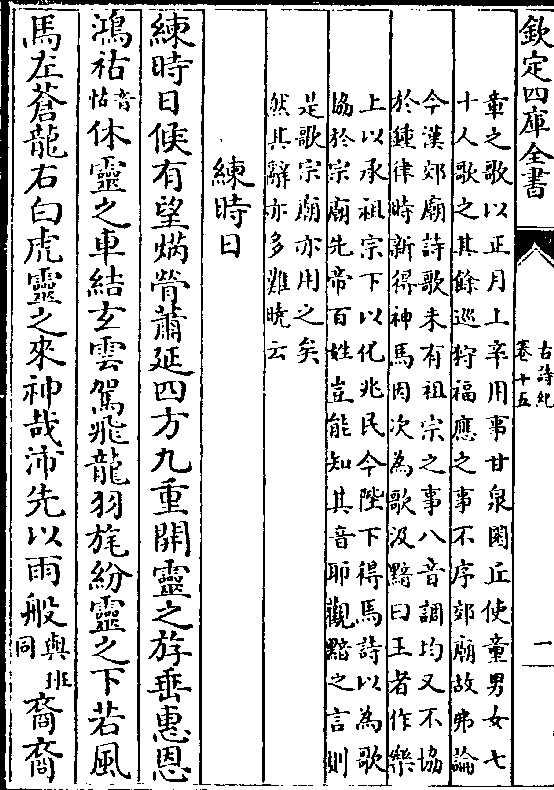 欽定四庫全書
古詩紀
卷十五
一
章之歌以正月上辛用事甘泉圜丘使童男女七
十人歌之其餘巡狩福應之事不序郊廟故弗論
今漢郊廟詩歌未有祖宗之事八音調均又不協
於鍾律時新得神馬因次為歌汲黯曰王者作樂
上以承祖宗下以化兆民今陛下得馬詩以為歌
協於宗廟先帝百姓豈能知其音耶觀黯之言則
是歌宗廟亦用之矣
然其辭亦多難曉云
練時日
練時日候有望焫膋蕭延四方九重開靈之斿垂惠恩
鴻祜音怙休靈之車結玄雲駕飛龍羽旄紛靈之下若風
馬左蒼龍右白虎靈之來神哉沛先以雨般與班同裔裔